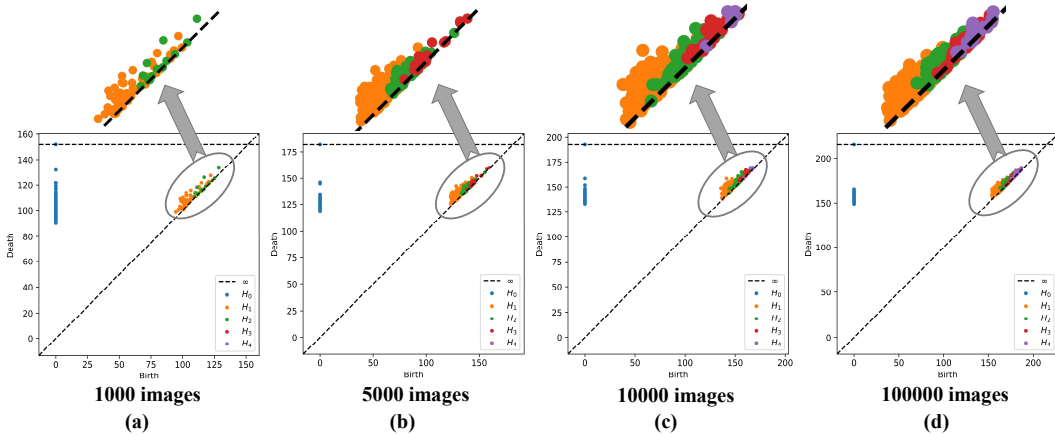 160
140
120
100
80
60
40
20
0
Death
∞
H₀
H₁
H₂
H₃
H₄
0 25 50 75 100 125 150
Birth
1000 images
(a)
175
150
125
100
75
50
25
0
Death
∞
H₀
H₁
H₂
H₃
H₄
0 50 100 150
Birth
5000 images
(b)
200
175
150
125
100
75
50
25
0
Death
∞
H₀
H₁
H₂
H₃
0 50 100 150 200
Birth
10000 images
(c)
200
150
100
50
0
Death
∞
H₀
H₁
H₂
H₃
H₄
0 50 100 150 200
Birth
100000 images
(d)